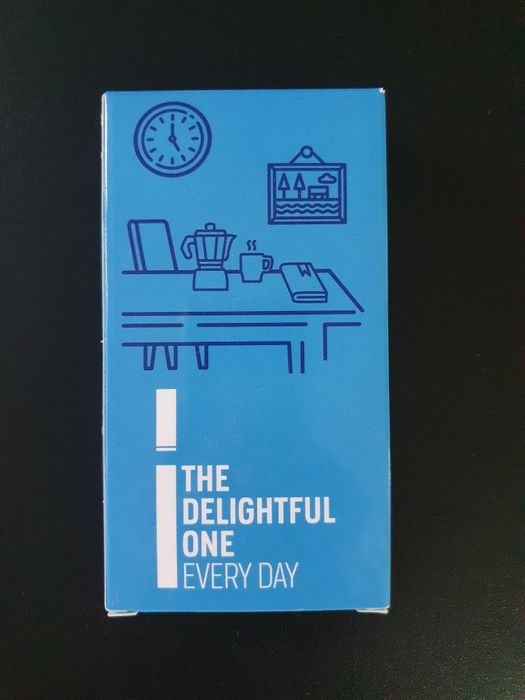 THE
DELIGHTFUL
ONE
EVERY DAY